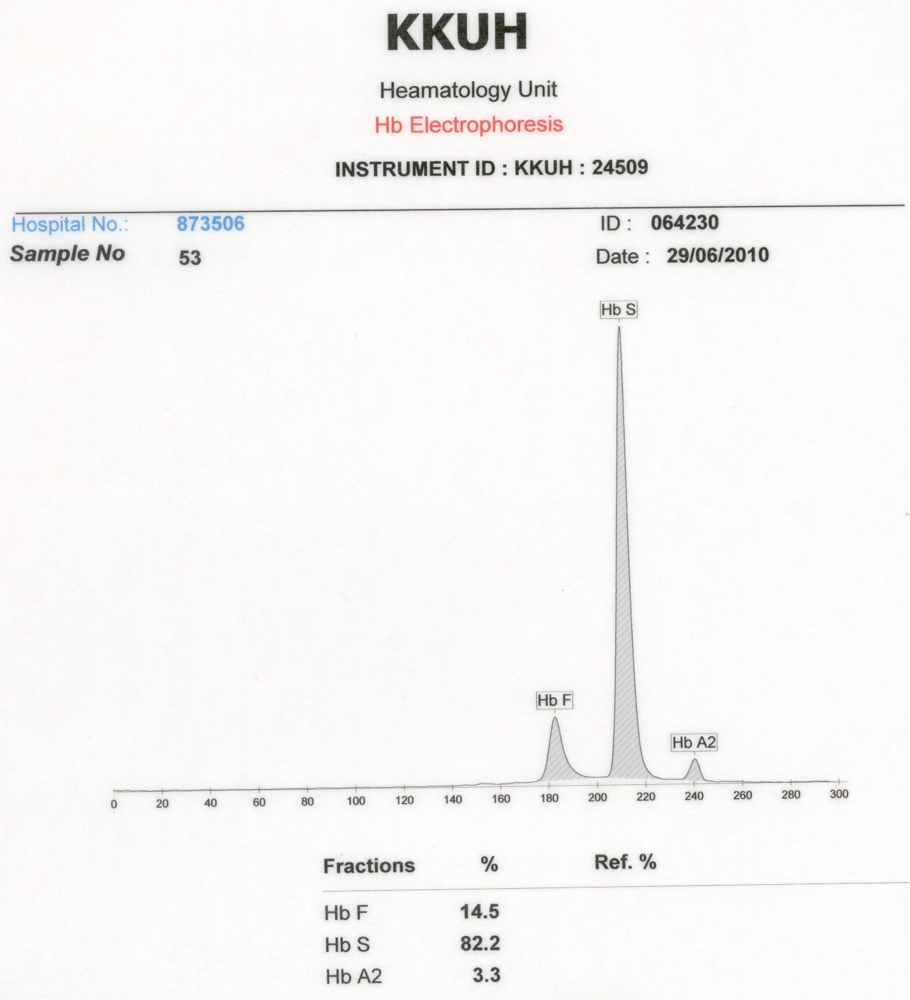 KKUH
Heamatology Unit
Hb Electrophoresis
INSTRUMENT ID : KKUH : 24509
Hospital No.: 873506 ID : 064230
Sample No 53 Date : 29/06/2010
Hb S
Hb F
Hb A2
0 20 40 60 80 100 120 140 160 180 200 220 240 260 280 300
Fractions % Ref. %
Hb F 14.5
Hb S 82.2
Hb A2 3.3